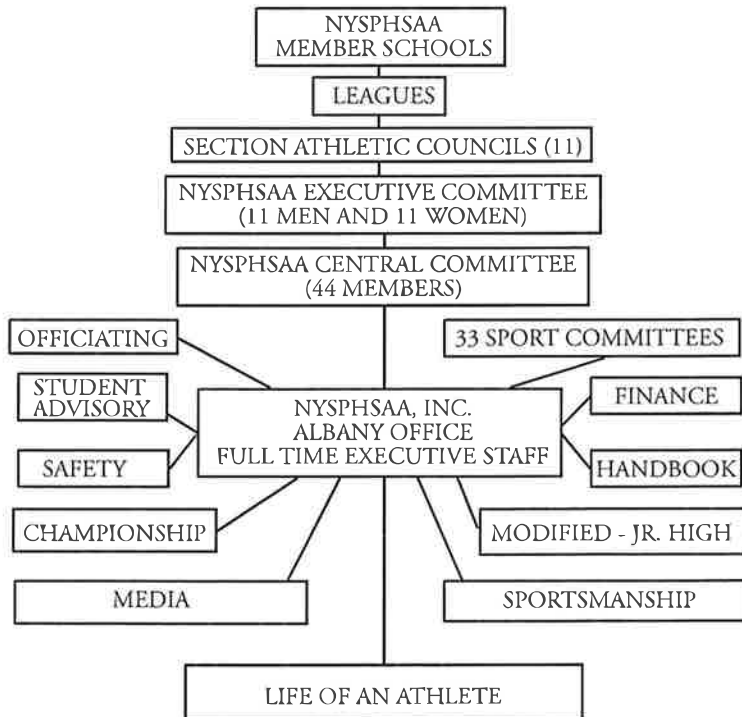 NYSPHSAA
MEMBER SCHOOLS
LEAGUES
SECTION ATHLETIC COUNCILS (11)
NYSPHSAA EXECUTIVE COMMITTEE
(11 MEN AND 11 WOMEN)
NYSPHSAA CENTRAL COMMITTEE
(44 MEMBERS)
OFFICIATING
33 SPORT COMMITTEES
STUDENT
ADVISORY
FINANCE
NYSPHSAA, INC.
ALBANY OFFICE
FULL TIME EXECUTIVE STAFF
SAFETY
HANDBOOK
CHAMPIONSHIP
MODIFIED - JR. HIGH
MEDIA
SPORTSMANSHIP
LIFE OF AN ATHLETE